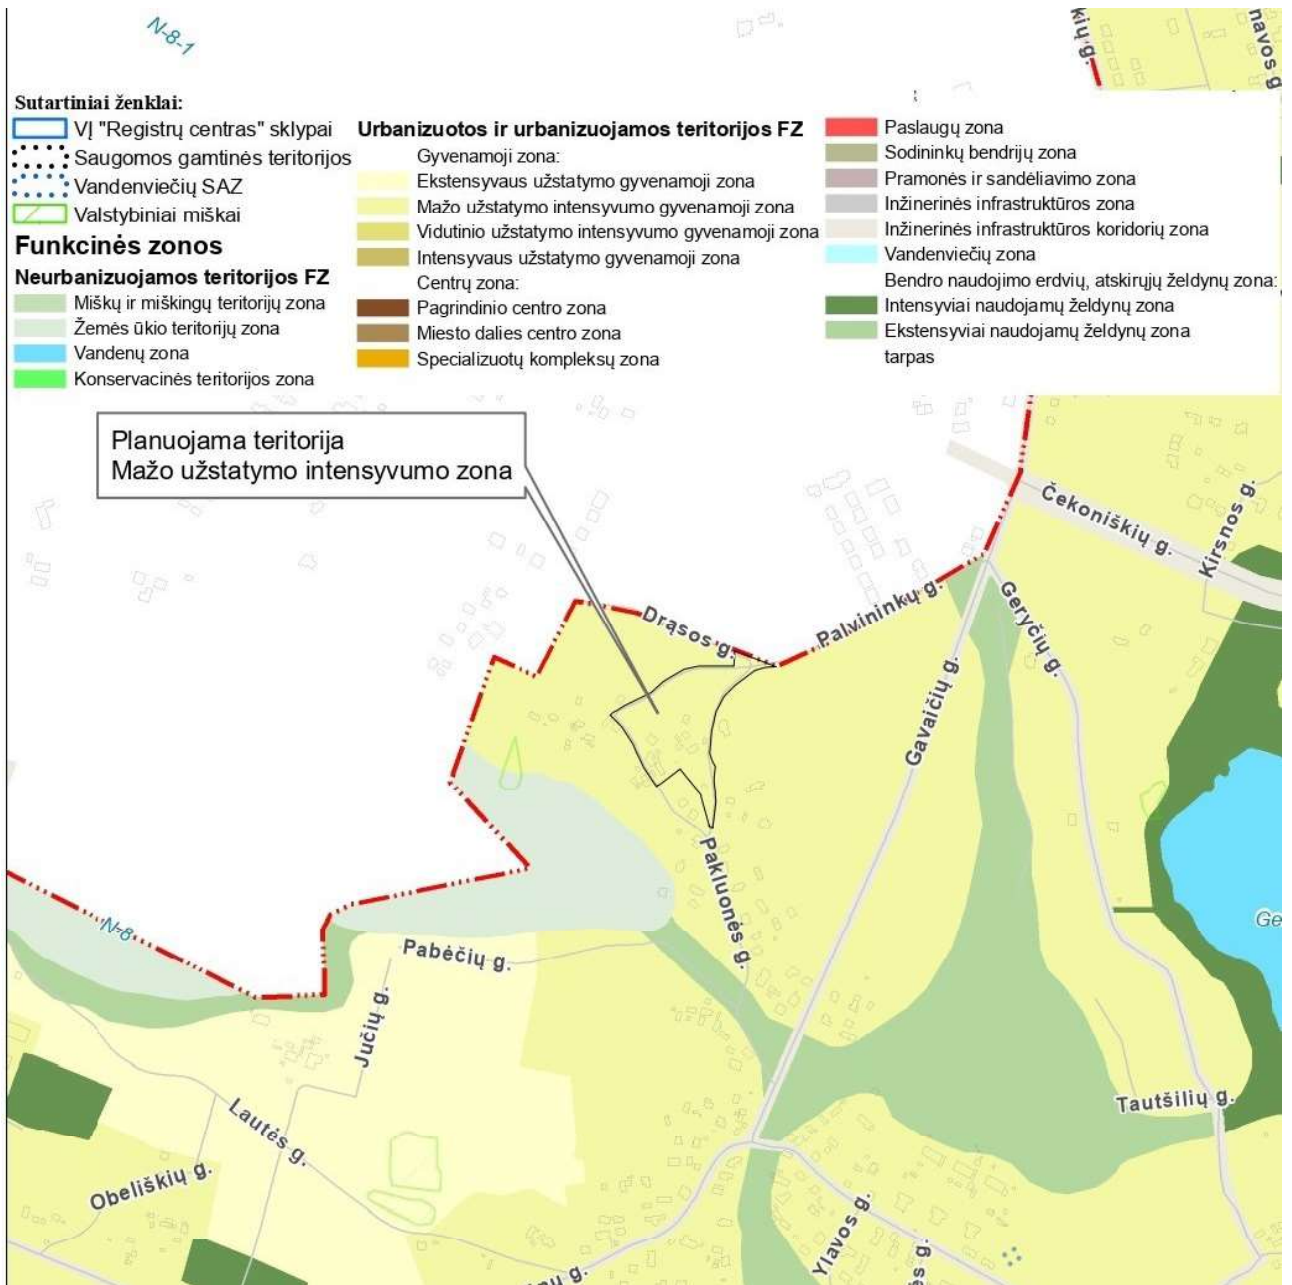 N-8-1
kių g.
navos g
Sutartiniai ženklai:
VĮ "Registrų centras" sklypai
Saugomos gamtinės teritorijos
Vandenviečių SAZ
Valstybiniai miškai
Funkcinės zonos
Neurbanizuojamos teritorijos FZ
Miškų ir miškingų teritorijų zona
Žemės ūkio teritorijų zona
Vandenų zona
Konservacinės teritorijos zona
Urbanizuotos ir urbanizuojamos teritorijos FZ
Gyvenamoji zona:
Ekstensyvaus užstatymo gyvenamoji zona
Mažo užstatymo intensyvumo gyvenamoji zona
Vidutinio užstatymo intensyvumo gyvenamoji zona
Intensyvaus užstatymo gyvenamoji zona
Centrų zona:
Pagrindinio centro zona
Miesto dalies centro zona
Specializuotų kompleksų zona
Paslaugų zona
Sodininkų bendrijų zona
Pramonės ir sandėliavimo zona
Inžinerinės infrastruktūros zona
Inžinerinės infrastruktūros koridorių zona
Vandenviečių zona
Bendro naudojimo erdvių, atskirųjų želdynų zona:
Intensyviai naudojamų želdynų zona
Ekstensyviai naudojamų želdynų zona
tarpas
Planuojama teritorija
Mažo užstatymo intensyvumo zona
Čekoniškių g.
Kirsnos g.
Drąsos g.
Palvininkų g.
Geryčių g.
Gavaičių g.
Pakluonės g.
N-8
Pabėčių g.
Jučių g.
Ge
Lautės g.
Obeliškių g.
Tautšilių g.
Ylavos g.
ės g.
nų g.